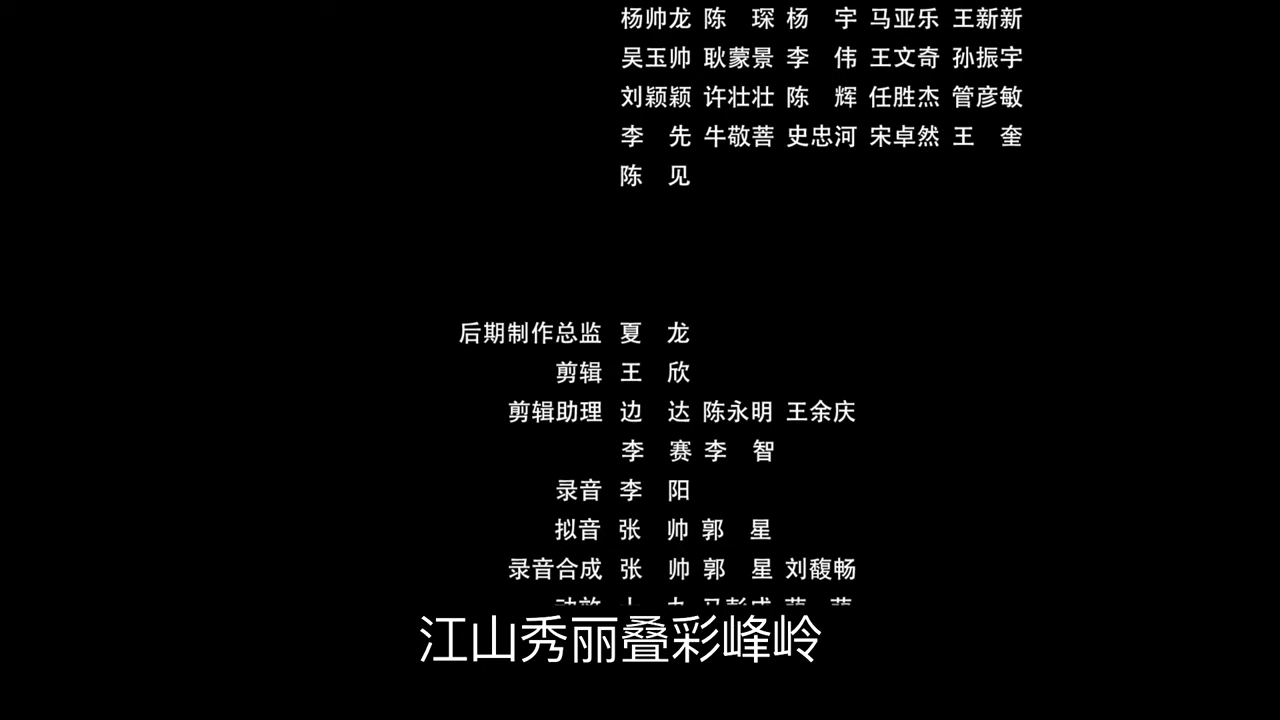 杨帅龙 陈 琛 杨 宇 马亚乐 王新新
吴玉帅 耿蒙景 李 伟 王文奇 孙振宇
刘颖颖 许壮壮 陈 辉 任胜杰 管彦敏
李 先 牛敬菩 史忠河 宋卓然 王 奎
陈 见
后期制作总监 夏 龙
剪辑 王 欣
剪辑助理 边 达 陈永明 王余庆
李 赛 李 智
录音 李 阳
拟音 张 帅 郭 星
录音合成 张 帅 郭 星 刘馥畅
江山秀丽叠彩峰岭